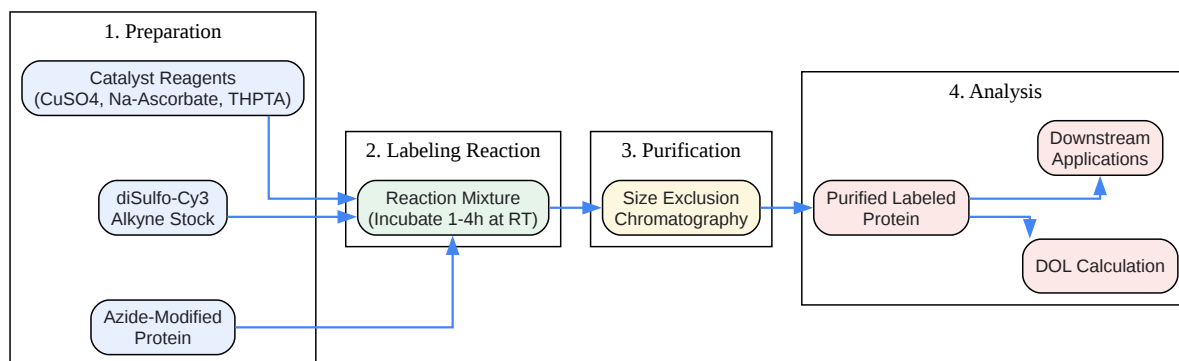 1. Preparation
Catalyst Reagents
(CuSO4, Na-Ascorbate, THPTA)
diSulfo-Cy3
Alkyne Stock
Azide-Modified
Protein
2. Labeling Reaction
Reaction Mixture
(Incubate 1-4h at RT)
3. Purification
Size Exclusion
Chromatography
4. Analysis
Purified Labeled
Protein
Downstream
Applications
DOL Calculation